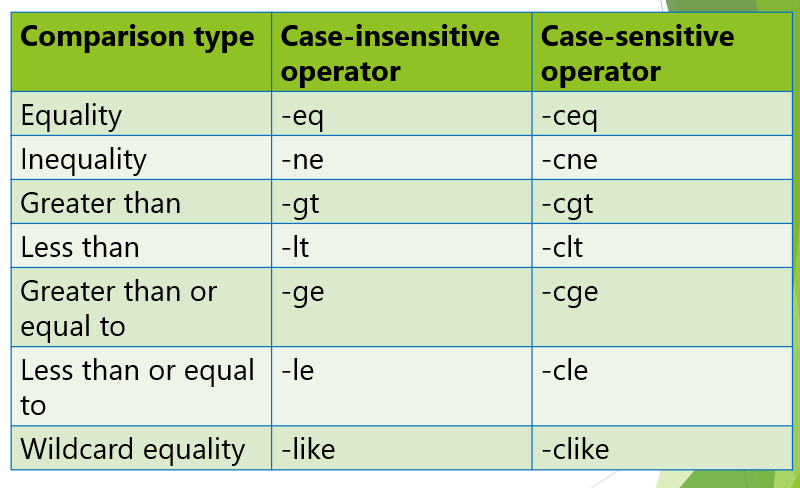 Comparison type Case-insensitive operator Case-sensitive operator
Equality -eq -ceq
Inequality -ne -cne
Greater than -gt -cgt
Less than -lt -clt
Greater than or equal to -ge -cge
Less than or equal to -le -cle
Wildcard equality -like -clike